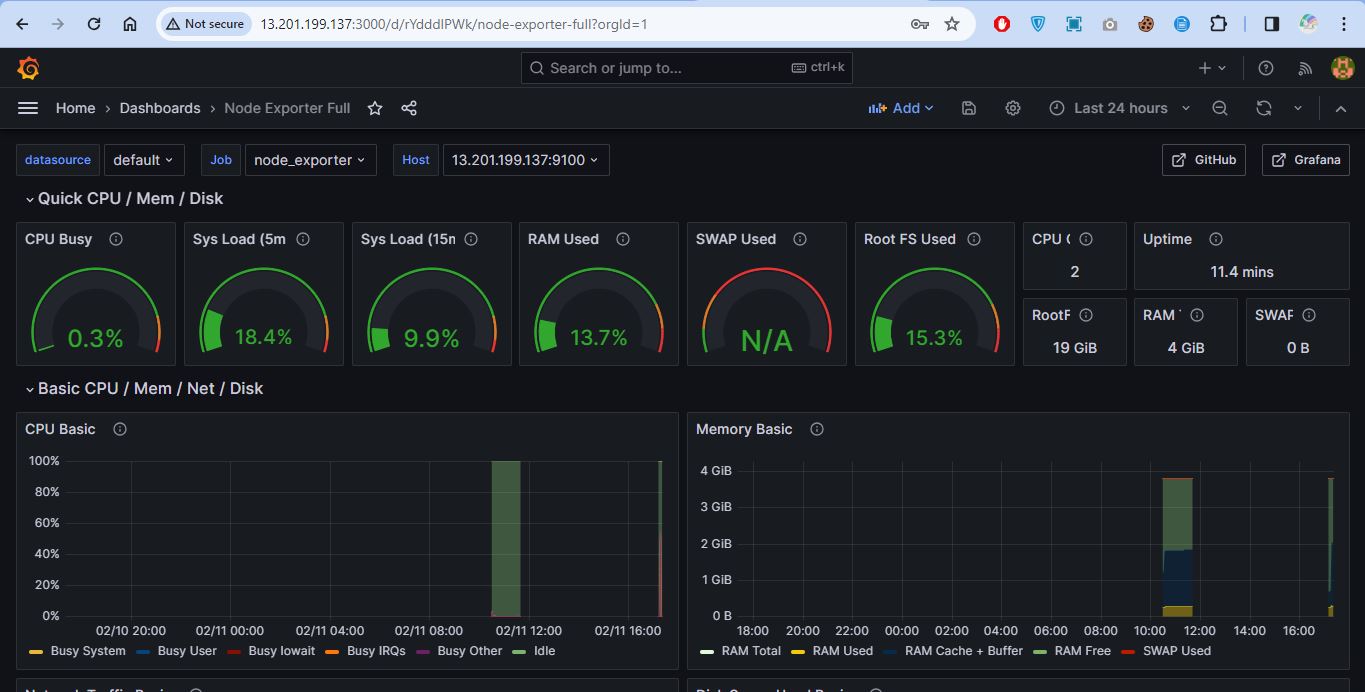 Not secure 13.201.199.137:3000/d/rYdddlPWk/node-exporter-full?orgId=1
Search or jump to... ctrl+k
Home › Dashboards › Node Exporter Full Add Last 24 hours
datasource default Job node_exporter Host 13.201.199.137:9100 GitHub Grafana
Quick CPU / Mem / Disk
CPU Busy Sys Load (5m Sys Load (15m RAM Used SWAP Used Root FS Used CPU C Uptime
2 11.4 mins
RootF RAM T SWAP
0.3% 18.4% 9.9% 13.7% N/A 15.3% 19 GiB 4 GiB 0 B
Basic CPU / Mem / Net / Disk
CPU Basic
100%
80%
60%
40%
20%
0%
02/10 20:00 02/11 00:00 02/11 04:00 02/11 08:00 02/11 12:00 02/11 16:00
Busy System Busy User Busy Iowait Busy IRQs Busy Other Idle
Memory Basic
4 GiB
3 GiB
2 GiB
1 GiB
0 B
18:00 20:00 22:00 00:00 02:00 04:00 06:00 08:00 10:00 12:00 14:00 16:00
RAM Total RAM Used RAM Cache + Buffer RAM Free SWAP Used